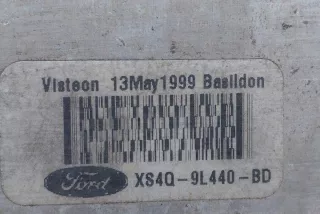 Visteon 13May1999 Basildon
Ford XS4Q-9L440-BD